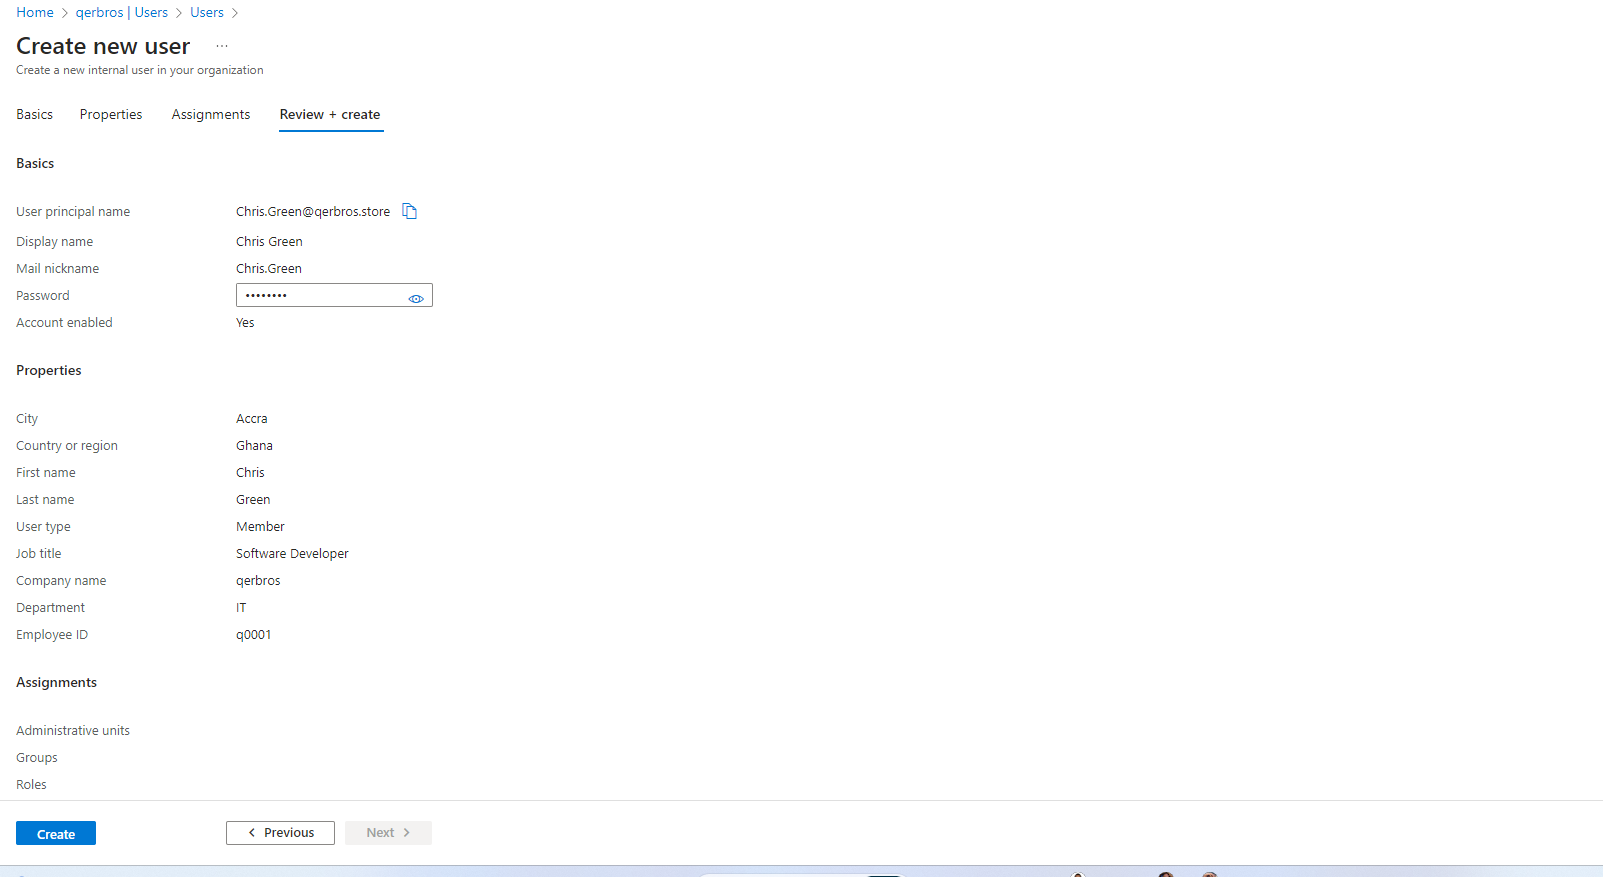 Home > qerbros | Users > Users >
Create new user ...
Create a new internal user in your organization
Basics Properties Assignments Review + create
Basics
User principal name Chris.Green@qerbros.store
Display name Chris Green
Mail nickname Chris.Green
Password ••••••••
Account enabled Yes
Properties
City Accra
Country or region Ghana
First name Chris
Last name Green
User type Member
Job title Software Developer
Company name qerbros
Department IT
Employee ID q0001
Assignments
Administrative units
Groups
Roles
Create < Previous Next >